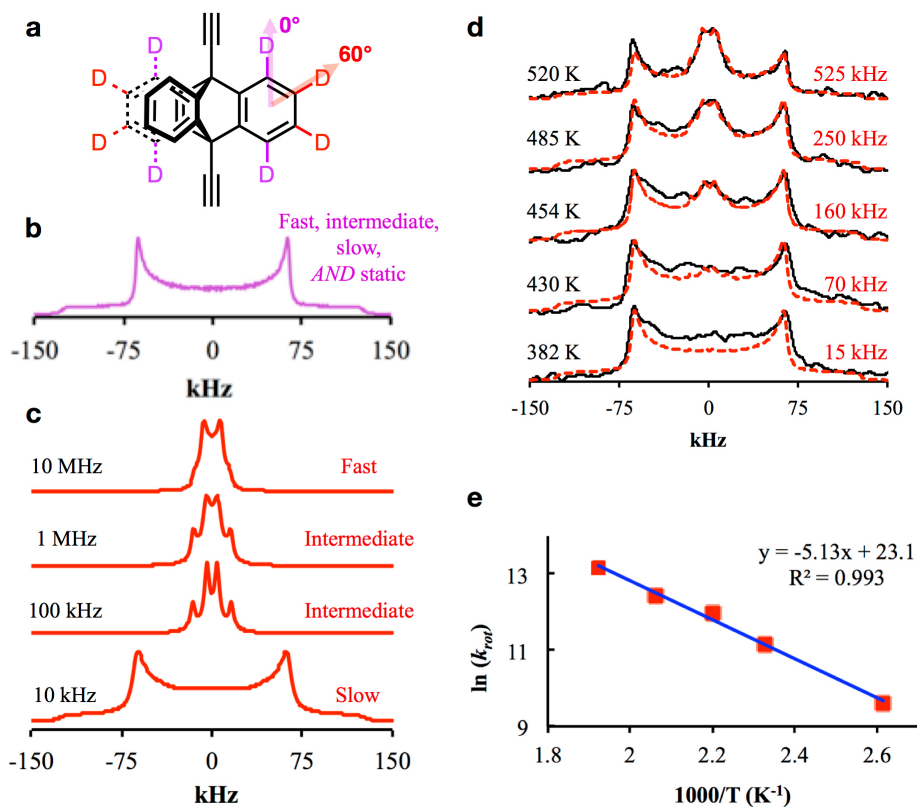 a
D
D
0°
D
D
60°
D
D
D
D
b
Fast, intermediate,
slow,
AND static
-150 -75 0 75 150
kHz
c
10 MHz Fast
1 MHz Intermediate
100 kHz Intermediate
10 kHz Slow
-150 -75 0 75 150
kHz
d
520 K 525 kHz
485 K 250 kHz
454 K 160 kHz
430 K 70 kHz
382 K 15 kHz
-150 -75 0 75 150
kHz
e
y = -5.13x + 23.1
R² = 0.993
13
11
9
ln (krot)
1.8 2 2.2 2.4 2.6
1000/T (K⁻¹)